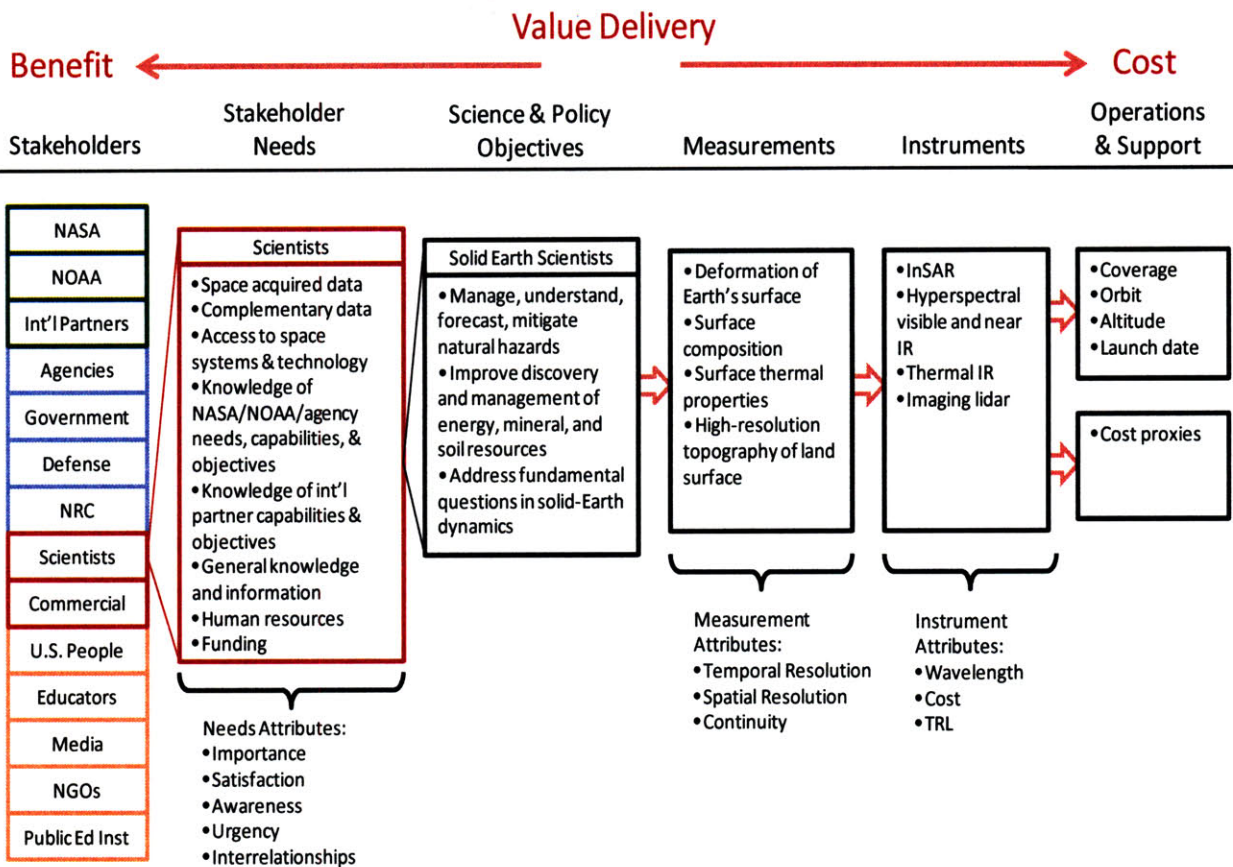 Value Delivery
Benefit
Cost
Stakeholders
Stakeholder
Needs
Science & Policy
Objectives
Measurements
Instruments
Operations
& Support
NASA
NOAA
Int'l Partners
Agencies
Government
Defense
NRC
Scientists
Commercial
U.S. People
Educators
Media
NGOs
Public Ed Inst
Scientists
•Space acquired data
•Complementary data
•Access to space
systems & technology
•Knowledge of
NASA/NOAA/agency
needs, capabilities, &
objectives
•Knowledge of int'l
partner capabilities &
objectives
•General knowledge
and information
•Human resources
•Funding
Needs Attributes:
•Importance
•Satisfaction
•Awareness
•Urgency
•Interrelationships
Solid Earth Scientists
•Manage, understand,
forecast, mitigate
natural hazards
•Improve discovery
and management of
energy, mineral, and
soil resources
•Address fundamental
questions in solid-Earth
dynamics
•Deformation of
Earth's surface
•Surface
composition
•Surface thermal
properties
•High-resolution
topography of land
surface
Measurement
Attributes:
•Temporal Resolution
•Spatial Resolution
•Continuity
•InSAR
•Hyperspectral
visible and near
IR
•Thermal IR
•Imaging lidar
Instrument
Attributes:
•Wavelength
•Cost
•TRL
•Coverage
•Orbit
•Altitude
•Launch date
•Cost proxies